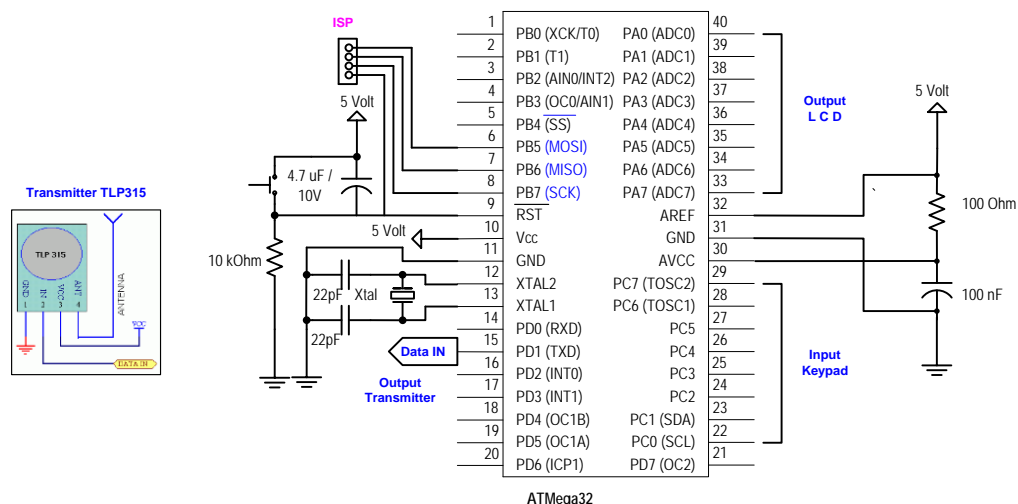 ISP
5 Volt
4.7 uF /
10V
10 kOhm
5 Volt
22pF
Xtal
22pF
Data IN
Output
Transmitter
Transmitter TLP315
TLP 315
GND
IN
VCC
ANT
1
2
3
4
ANTENNA
VCC
DATA IN
1 PB0 (XCK/T0) PA0 (ADC0) 40
2 PB1 (T1) PA1 (ADC1) 39
3 PB2 (AIN0/INT2) PA2 (ADC2) 38
4 PB3 (OC0/AIN1) PA3 (ADC3) 37
5 PB4 (SS) PA4 (ADC4) 36
6 PB5 (MOSI) PA5 (ADC5) 35
7 PB6 (MISO) PA6 (ADC6) 34
8 PB7 (SCK) PA7 (ADC7) 33
9 RST AREF 32
10 Vcc GND 31
11 GND AVCC 30
12 XTAL2 PC7 (TOSC2) 29
13 XTAL1 PC6 (TOSC1) 28
14 PD0 (RXD) PC5 27
15 PD1 (TXD) PC4 26
16 PD2 (INT0) PC3 25
17 PD3 (INT1) PC2 24
18 PD4 (OC1B) PC1 (SDA) 23
19 PD5 (OC1A) PC0 (SCL) 22
20 PD6 (ICP1) PD7 (OC2) 21
ATMega32
Output
L C D
5 Volt
100 Ohm
100 nF
Input
Keypad